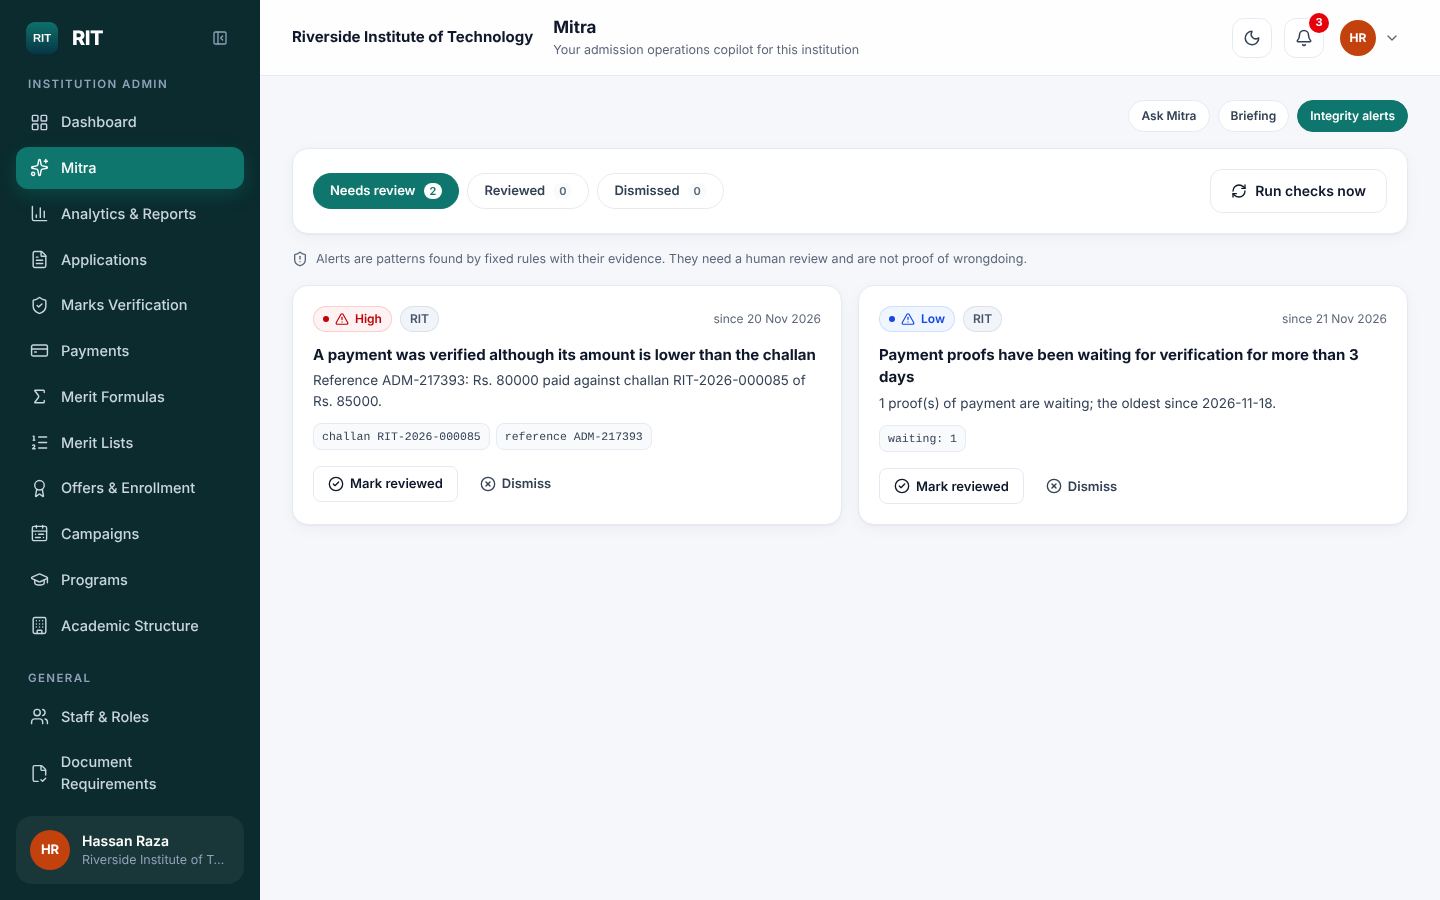 RIT
RIT
INSTITUTION ADMIN
Dashboard
Mitra
Analytics & Reports
Applications
Marks Verification
Payments
Merit Formulas
Merit Lists
Offers & Enrollment
Campaigns
Programs
Academic Structure
GENERAL
Staff & Roles
Document
Requirements
HR
Hassan Raza
Riverside Institute of T...
Riverside Institute of Technology
Mitra
Your admission operations copilot for this institution
3
HR
Ask Mitra
Briefing
Integrity alerts
Needs review 2
Reviewed 0
Dismissed 0
Run checks now
Alerts are patterns found by fixed rules with their evidence. They need a human review and are not proof of wrongdoing.
High
RIT
since 20 Nov 2026
A payment was verified although its amount is lower than the challan
Reference ADM-217393: Rs. 80000 paid against challan RIT-2026-000085 of
Rs. 85000.
challan RIT-2026-000085
reference ADM-217393
Mark reviewed
Dismiss
Low
RIT
since 21 Nov 2026
Payment proofs have been waiting for verification for more than 3
days
1 proof(s) of payment are waiting; the oldest since 2026-11-18.
waiting: 1
Mark reviewed
Dismiss